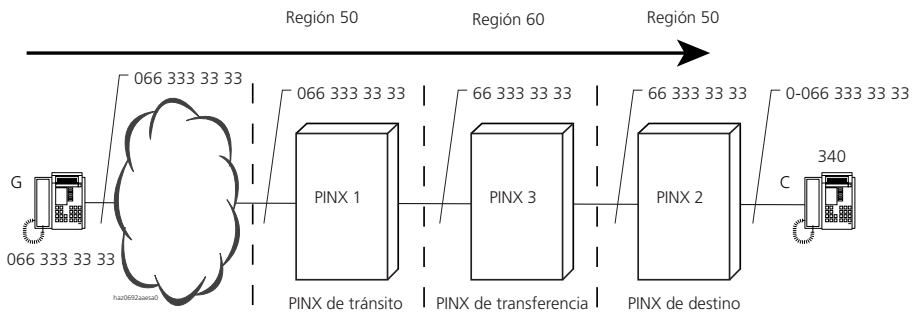 Región 50
Región 60
Región 50
066 333 33 33
066 333 33 33
66 333 33 33
66 333 33 33
0-066 333 33 33
340
G
PINX 1
PINX 3
PINX 2
C
066 333 33 33
haz0692aaesa0
PINX de tránsito
PINX de transferencia
PINX de destino